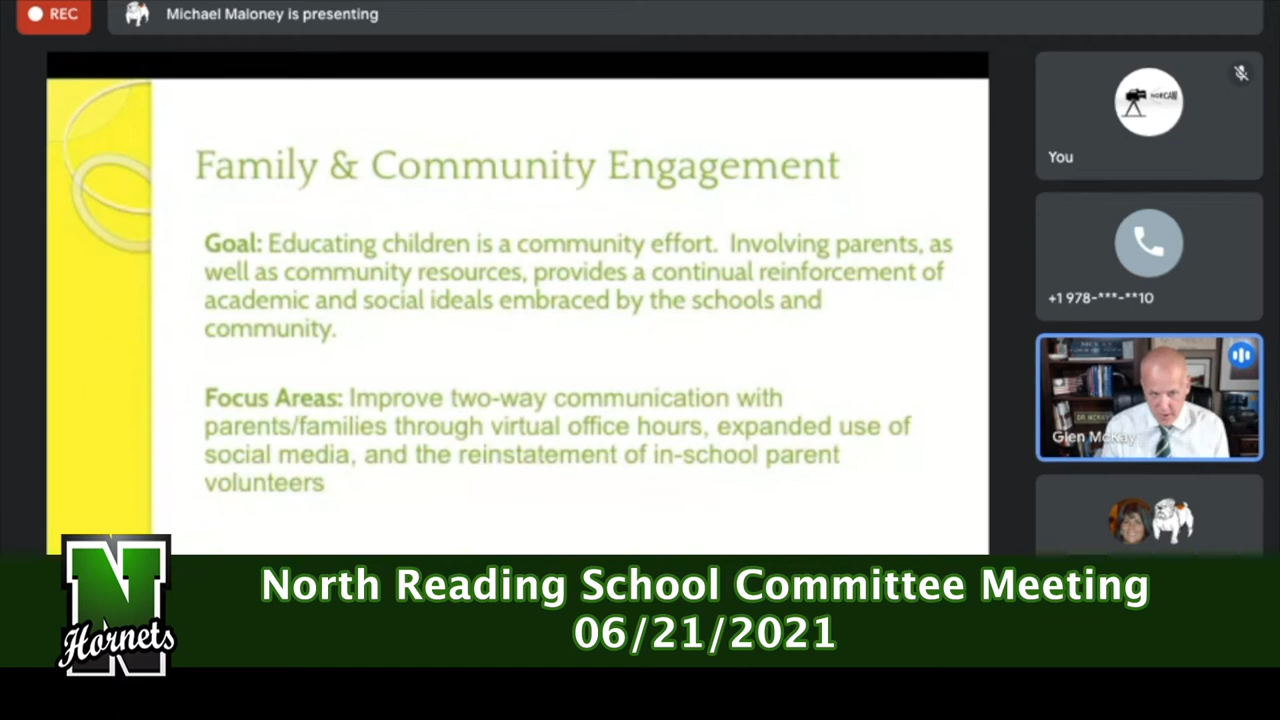 REC
Michael Maloney is presenting
Family & Community Engagement
Goal: Educating children is a community effort. Involving parents, as
well as community resources, provides a continual reinforcement of
academic and social ideals embraced by the schools and
community.
Focus Areas: Improve two-way communication with
parents/families through virtual office hours, expanded use of
social media, and the reinstatement of in-school parent
volunteers
NORCAM
You
+1 978-***-**10
DR MCKAY
Glen McKay
N
Hornets
North Reading School Committee Meeting
06/21/2021